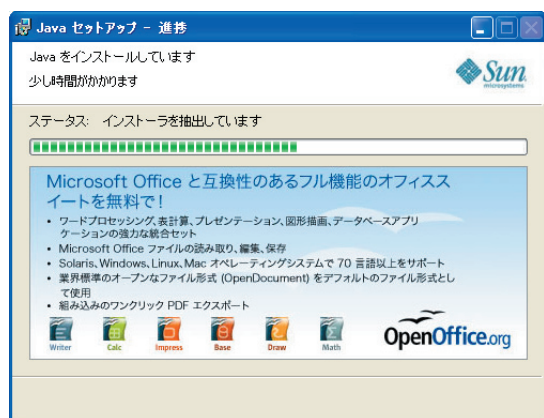 Java セットアップ - 進捗
Java をインストールしています
少し時間がかかります
Sun
microsystems
ステータス: インストーラを抽出しています
Microsoft Office と互換性のあるフル機能のオフィスス
イートを無料で！
・ ワードプロセッシング、表計算、プレゼンテーション、図形描画、データベースアプリ
ケーションの強力な統合セット
・ Microsoft Office ファイルの読み取り、編集、保存
・ Solaris、Windows、Linux、Mac オペレーティングシステムで 70 言語以上をサポート
・ 業界標準のオープンなファイル形式 (OpenDocument) をデフォルトのファイル形式とし
て使用
・ 組み込みのワンクリック PDF エクスポート
Writer Calc Impress Base Draw Math
OpenOffice.org